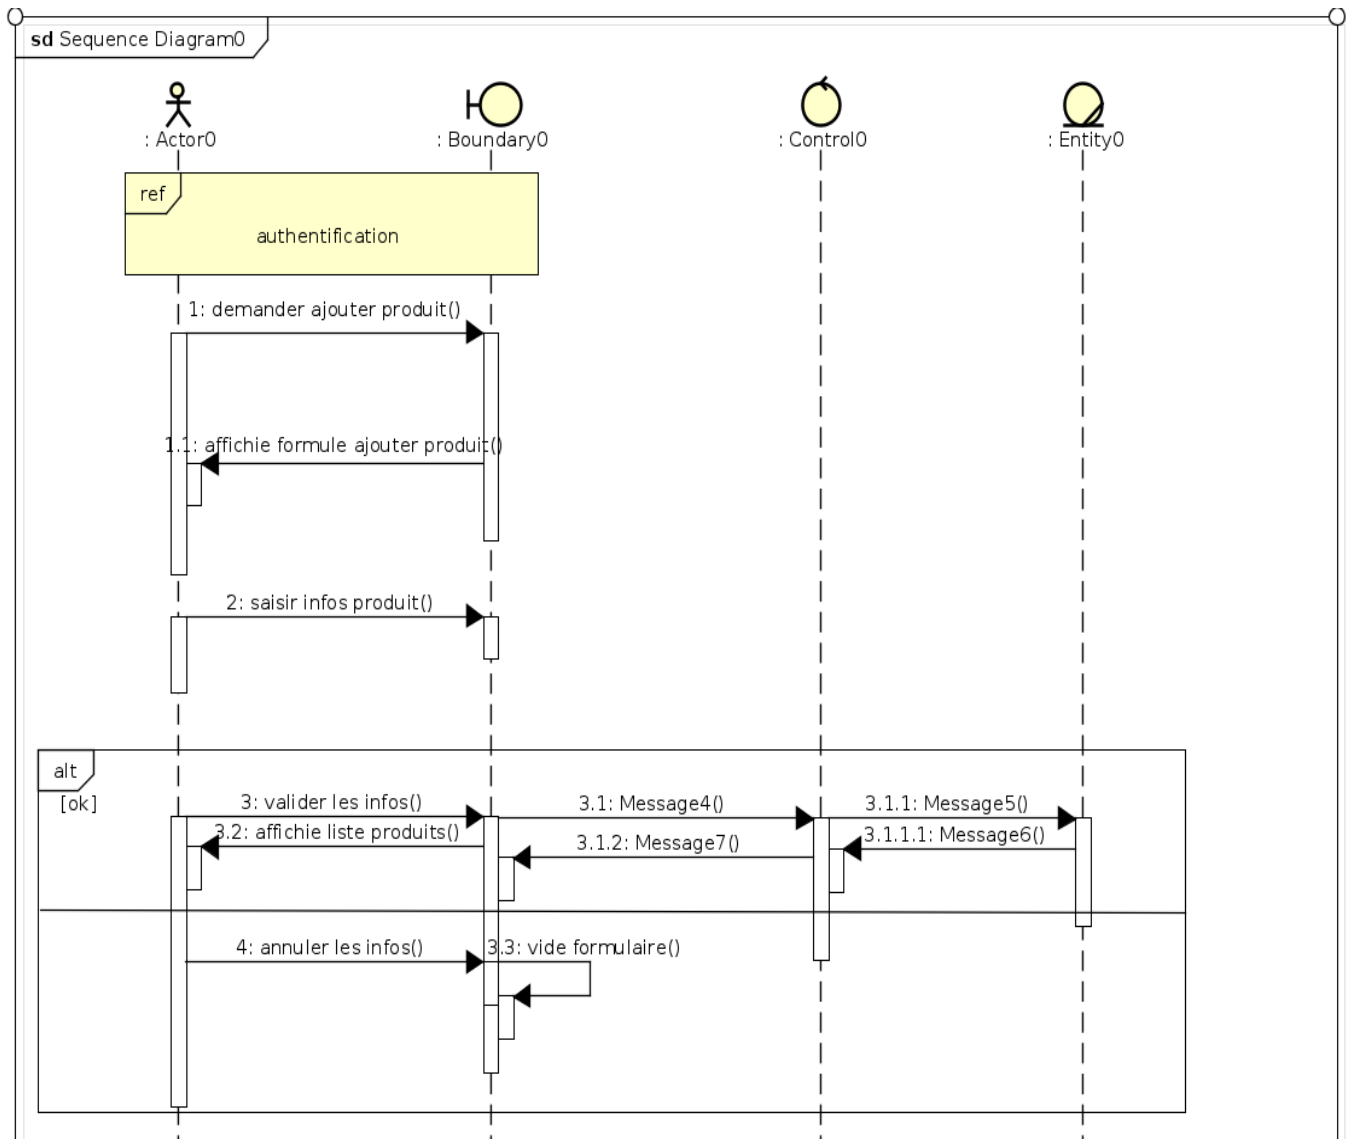 sd Sequence Diagram0
: Actor0
: Boundary0
: Control0
: Entity0
ref
authentification
1: demander ajouter produit()
1.1: affichie formule ajouter produit()
2: saisir infos produit()
alt
[ok]
3: valider les infos()
3.1: Message4()
3.1.1: Message5()
3.2: affichie liste produits()
3.1.2: Message7()
3.1.1.1: Message6()
4: annuler les infos()
3.3: vide formulaire()